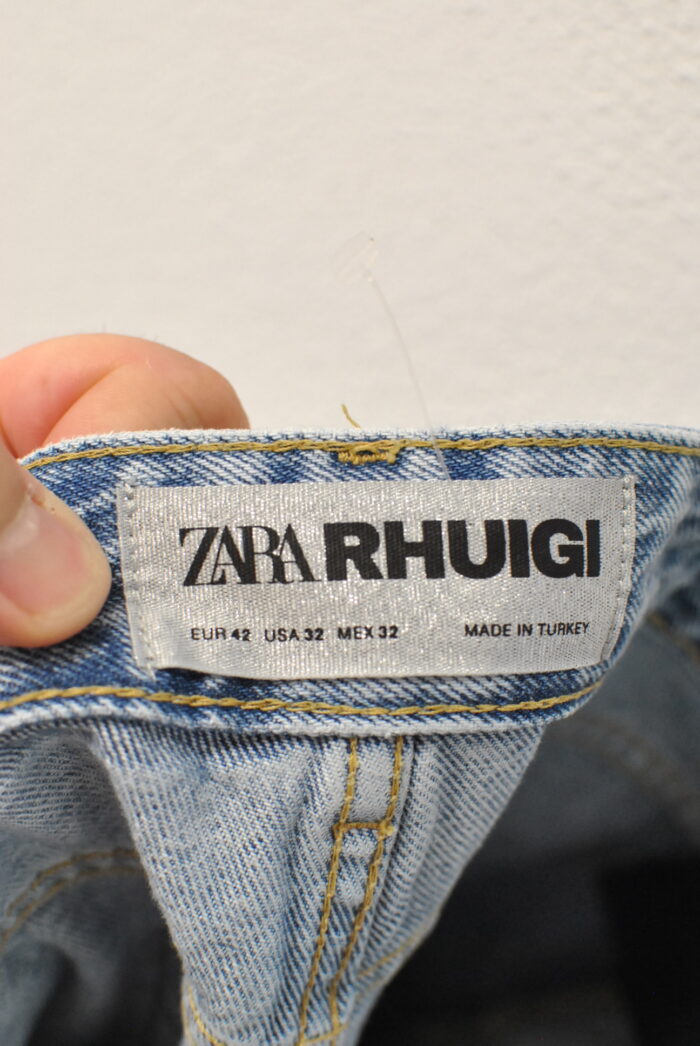 ZARA RHUIGI
EUR 42 USA 32 MEX 32 MADE IN TURKEY